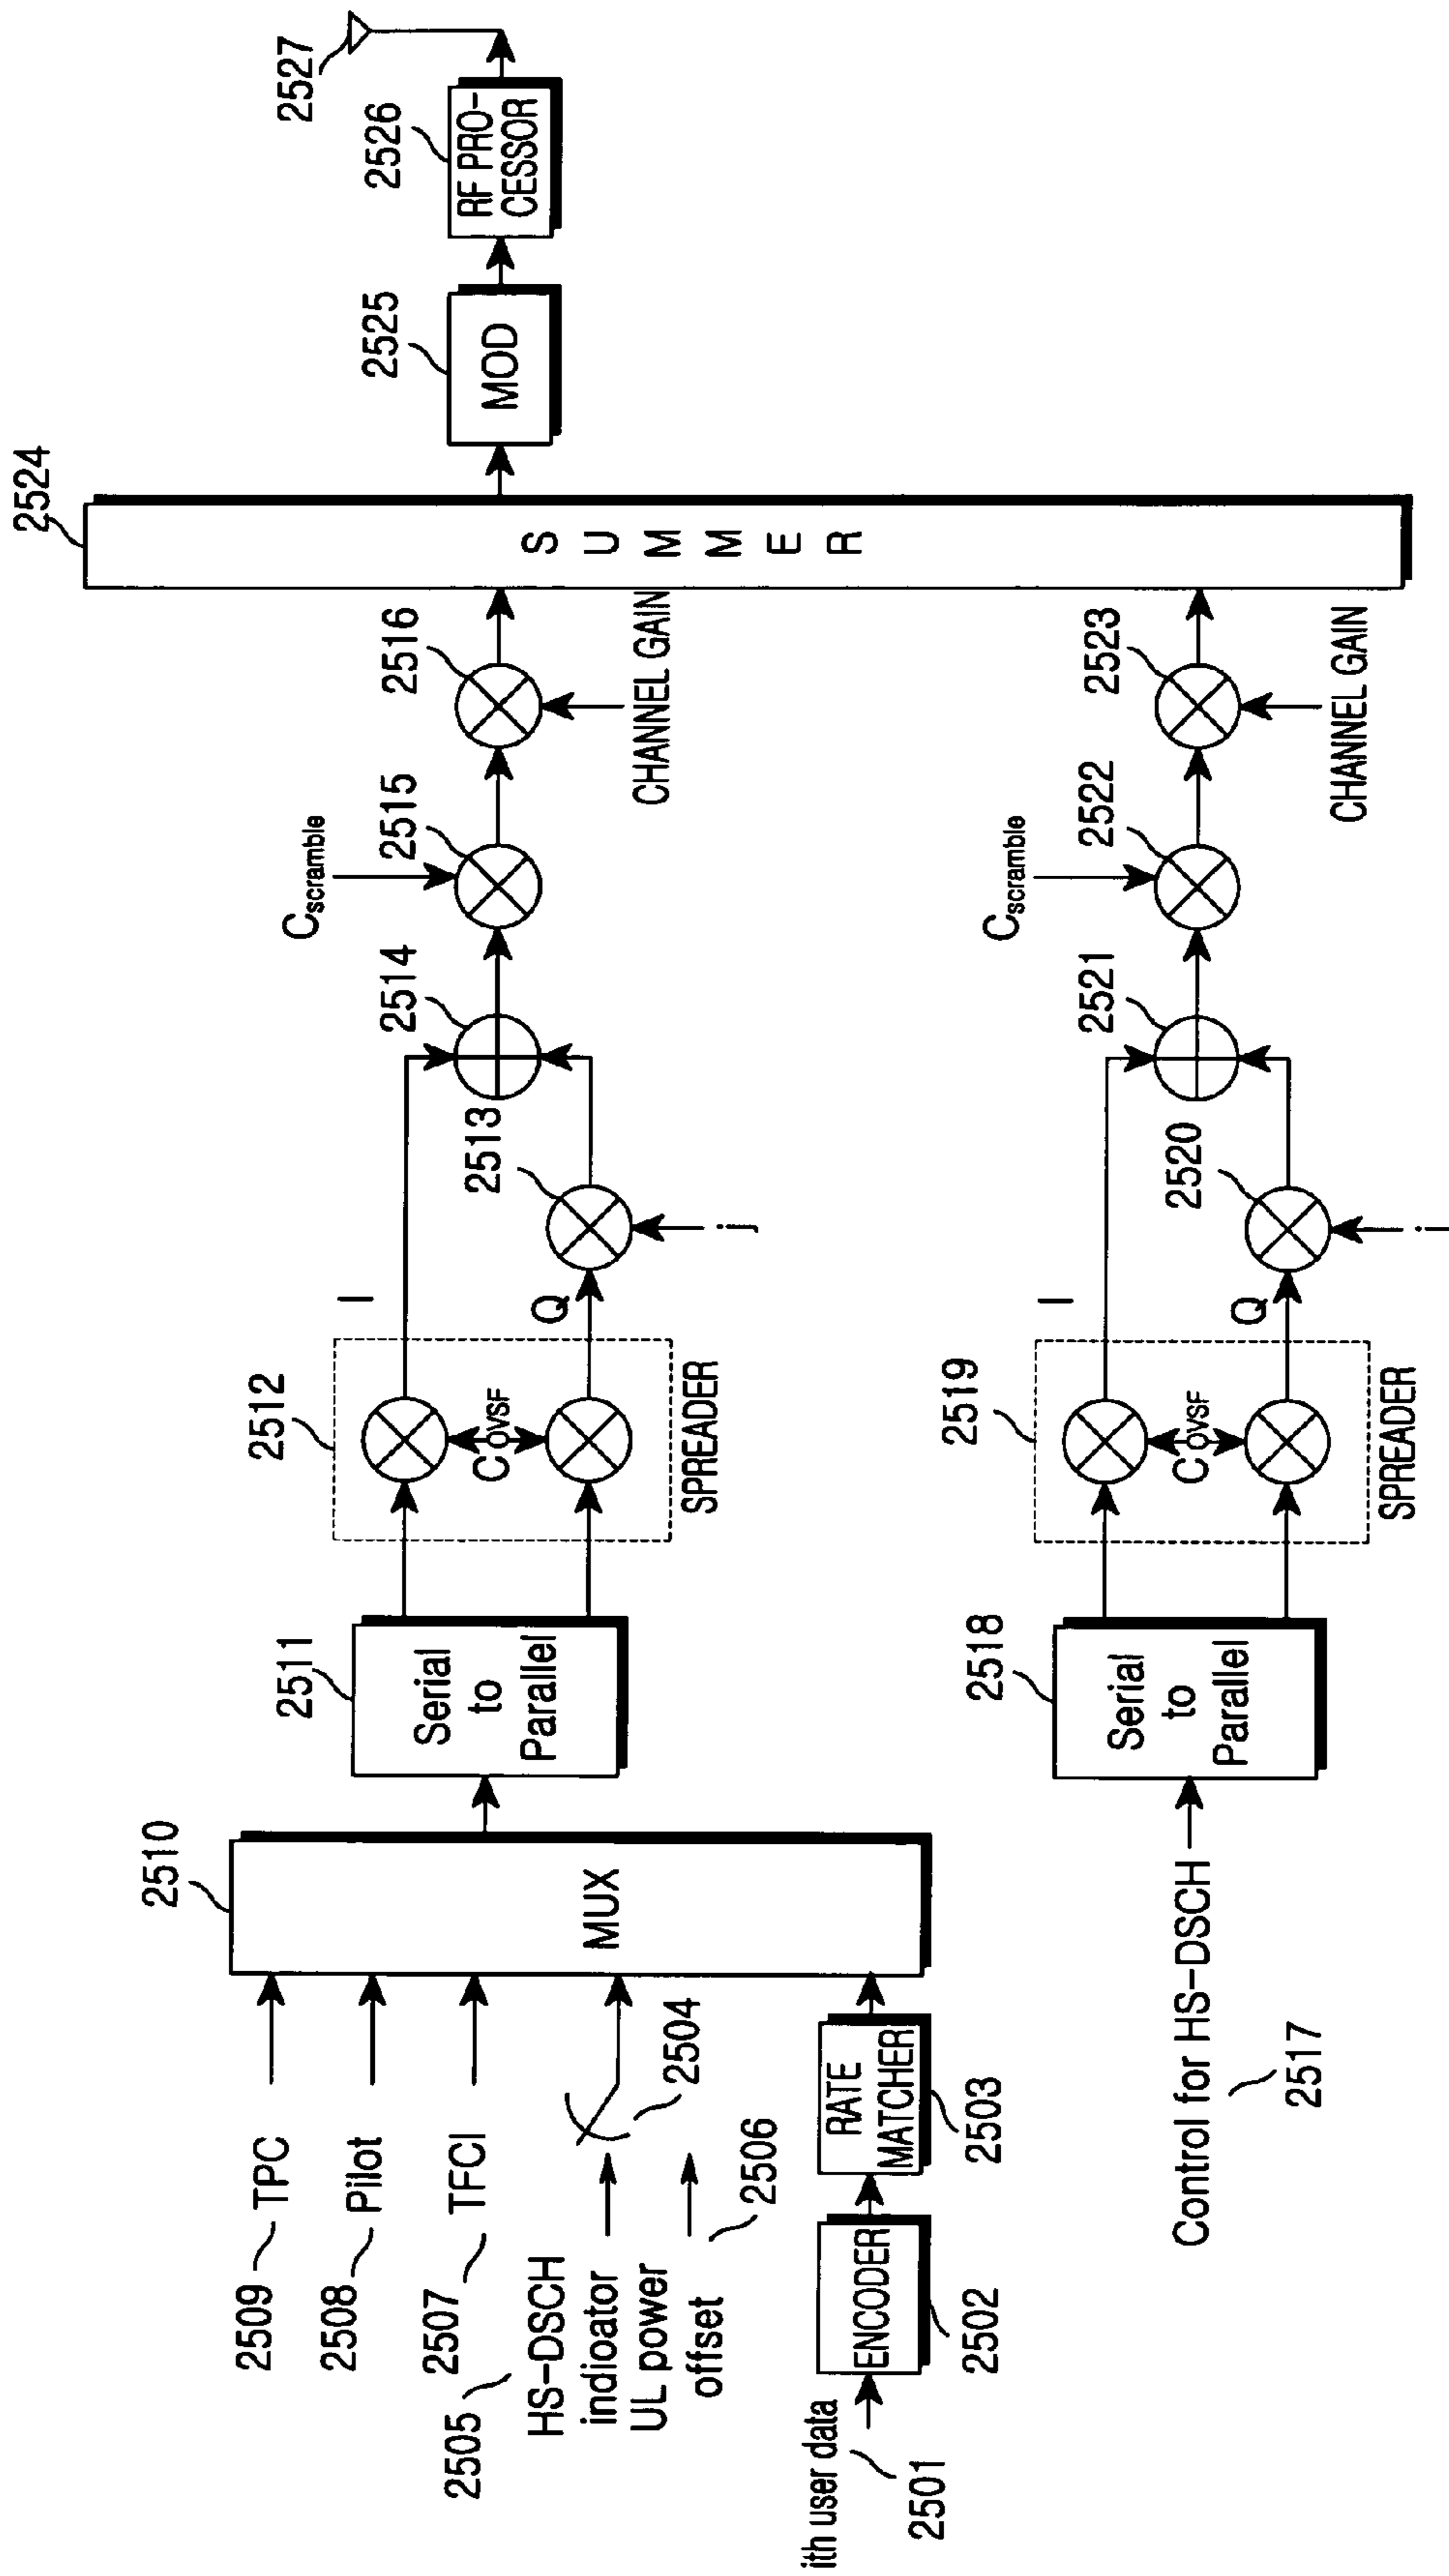 2509
TPC
2508
Pilot
2507
TFCI
2505
HS-DSCH
indioator
UL power
offset
2504
2506
ith user data
2501
ENCODER
2502
RATE
MATCHER
2503
2510
MUX
2511
Serial
to
Parallel
2512
C OVSF
SPREADER
I
Q
2513
j
2514
Cscramble
2515
2516
CHANNEL GAIN
Control for HS-DSCH
2517
2518
Serial
to
Parallel
2519
C OVSF
SPREADER
I
Q
2520
j
2521
Cscramble
2522
2523
CHANNEL GAIN
2524
SUMMER
2525
MOD
2526
RF PRO-
CESSOR
2527